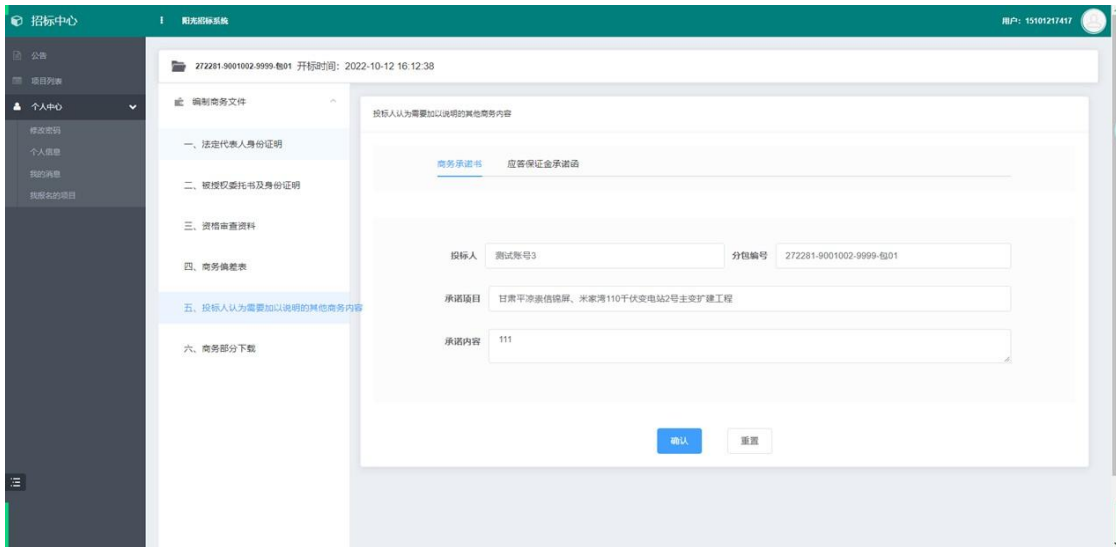 招标中心
阳光招标系统
用户：15101217417
公告
项目列表
个人中心
修改密码
个人信息
我的消息
我报名的项目
272281-9001002-9999-包01 开标时间：2022-10-12 16:12:38
编制商务文件
一、法定代表人身份证明
二、被授权委托书及身份证明
三、资格审查资料
四、商务偏差表
五、投标人认为需要加以说明的其他商务内容
六、商务部分下载
投标人认为需要加以说明的其他商务内容
商务承诺书 应答保证金承诺函
投标人 测试账号3 分包编号 272281-9001002-9999-包01
承诺项目 甘肃平凉崇信锦屏、米家湾110千伏变电站2号主变扩建工程
承诺内容 111
确认 重置